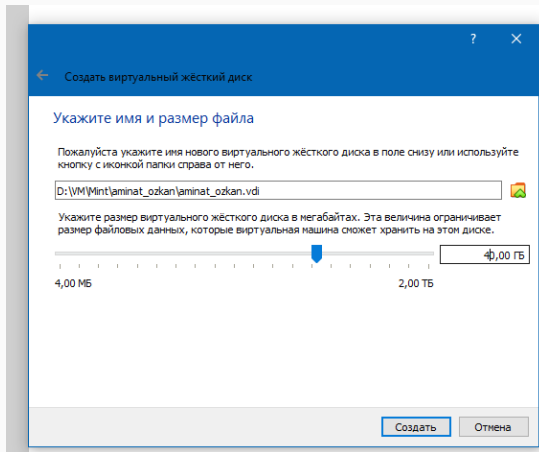 ?
Создать виртуальный жёсткий диск
Укажите имя и размер файла
Пожалуйста укажите имя нового виртуального жёсткого диска в поле снизу или используйте
кнопку с иконкой папки справа от него.
D:\VM\Mint\aminat_ozkan\aminat_ozkan.vdi
Укажите размер виртуального жёсткого диска в мегабайтах. Эта величина ограничивает
размер файловых данных, которые виртуальная машина сможет хранить на этом диске.
40,00 ГБ
4,00 МБ 2,00 ТБ
Создать Отмена